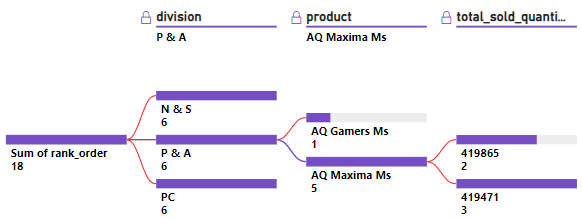 division
P & A
product
AQ Maxima Ms
total_sold_quanti...
N & S
6
Sum of rank_order
18
P & A
6
PC
6
AQ Gamers Ms
1
AQ Maxima Ms
5
419865
2
419471
3